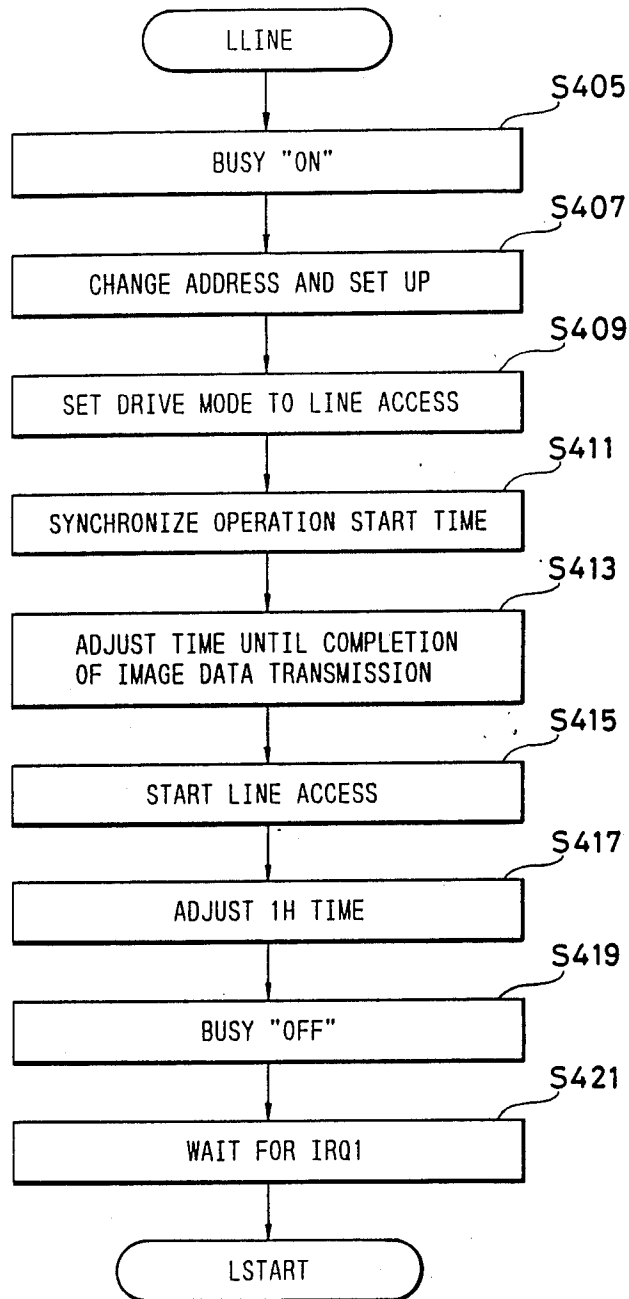 LLINE
S405
BUSY "ON"
S407
CHANGE ADDRESS AND SET UP
S409
SET DRIVE MODE TO LINE ACCESS
S411
SYNCHRONIZE OPERATION START TIME
S413
ADJUST TIME UNTIL COMPLETION
OF IMAGE DATA TRANSMISSION
S415
START LINE ACCESS
S417
ADJUST 1H TIME
S419
BUSY "OFF"
S421
WAIT FOR IRQ1
LSTART